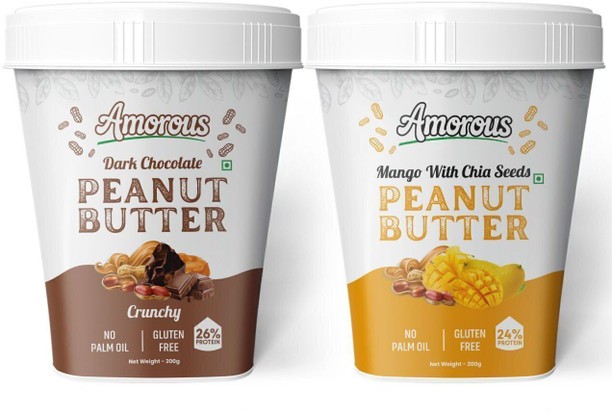 Amorous
Dark Chocolate
PEANUT
BUTTER
Crunchy
NO
PALM OIL
GLUTEN
FREE
26%
PROTEIN
Net Weight - 200g
Amorous
Mango With Chia Seeds
PEANUT
BUTTER
NO
PALM OIL
GLUTEN
FREE
24%
PROTEIN
Net Weight - 200g